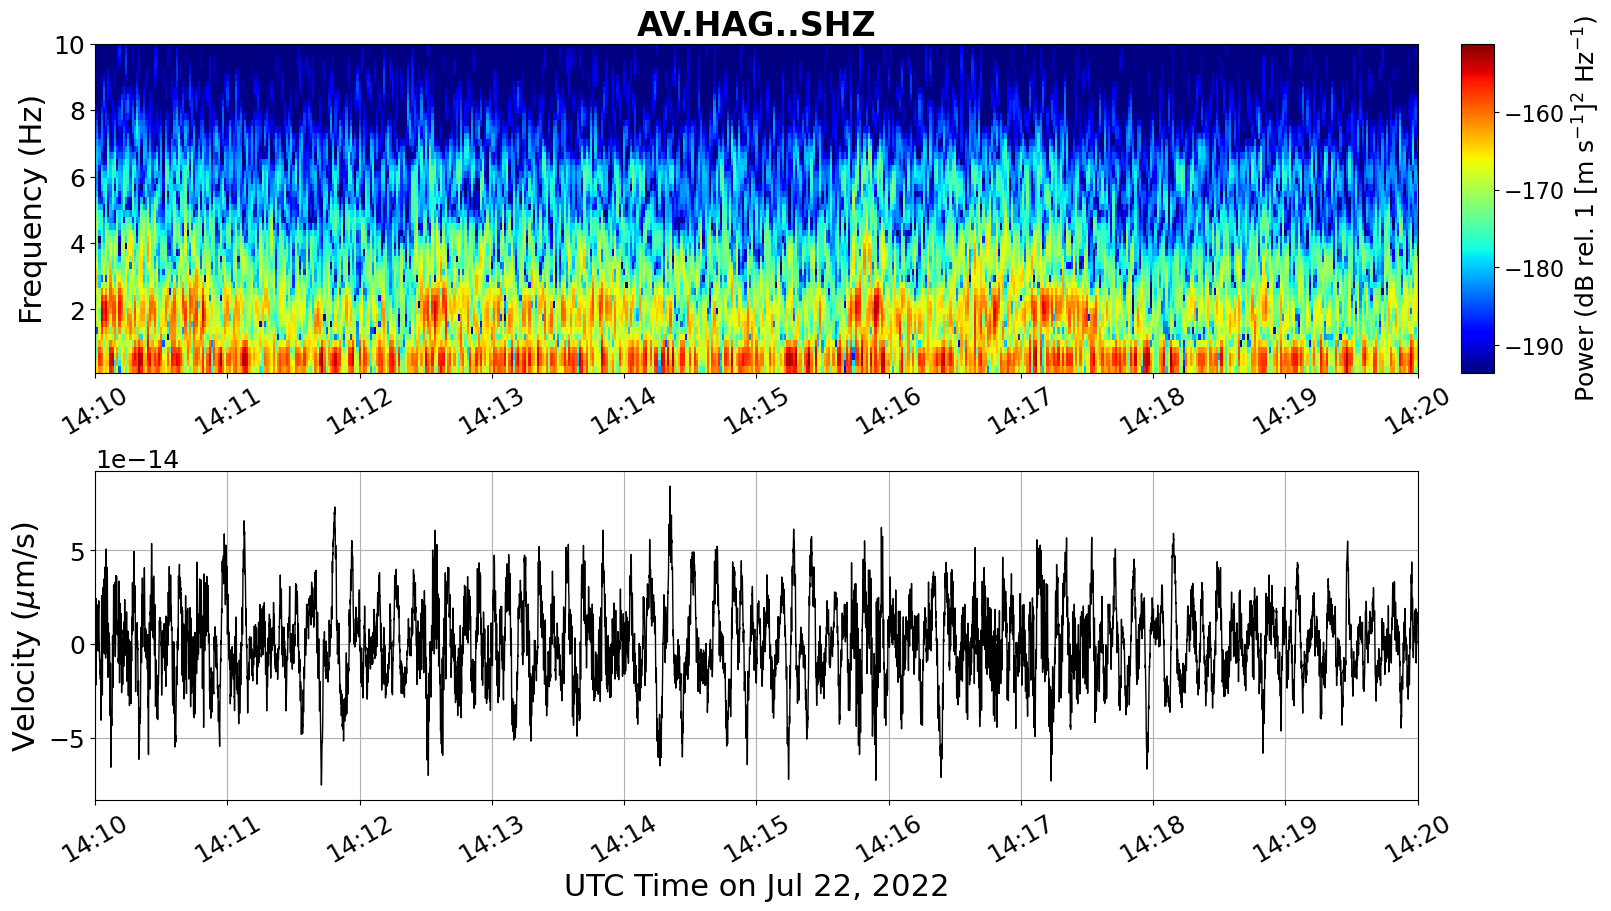 AV.HAG..SHZ
Frequency (Hz)
10
8
6
4
2
14:10 14:11 14:12 14:13 14:14 14:15 14:16 14:17 14:18 14:19 14:20
Power (dB rel. 1 [m s⁻¹]² Hz⁻¹)
−160
−170
−180
−190
1e−14
Velocity (μm/s)
5
0
−5
14:10 14:11 14:12 14:13 14:14 14:15 14:16 14:17 14:18 14:19 14:20
UTC Time on Jul 22, 2022